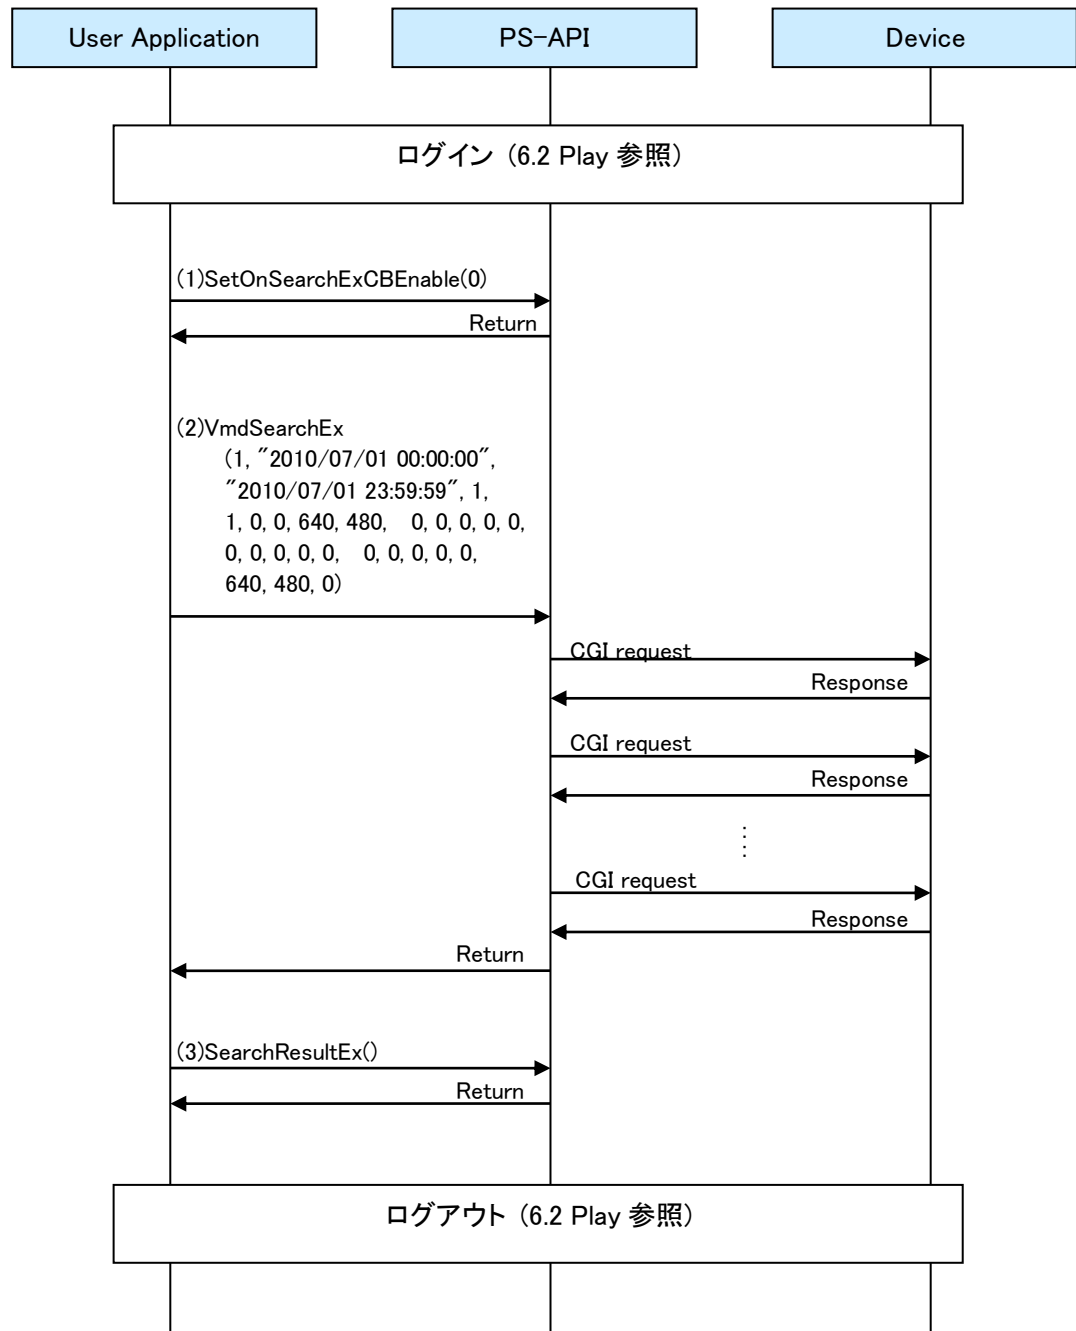 User Application
PS-API
Device
ログイン (6.2 Play 参照)
(1)SetOnSearchExCBEnable(0)
Return
(2)VmdSearchEx
(1, "2010/07/01 00:00:00",
"2010/07/01 23:59:59", 1,
1, 0, 0, 640, 480, 0, 0, 0, 0, 0,
0, 0, 0, 0, 0, 0, 0, 0, 0, 0,
640, 480, 0)
CGI request
Response
CGI request
Response
CGI request
Response
Return
(3)SearchResultEx()
Return
ログアウト (6.2 Play 参照)